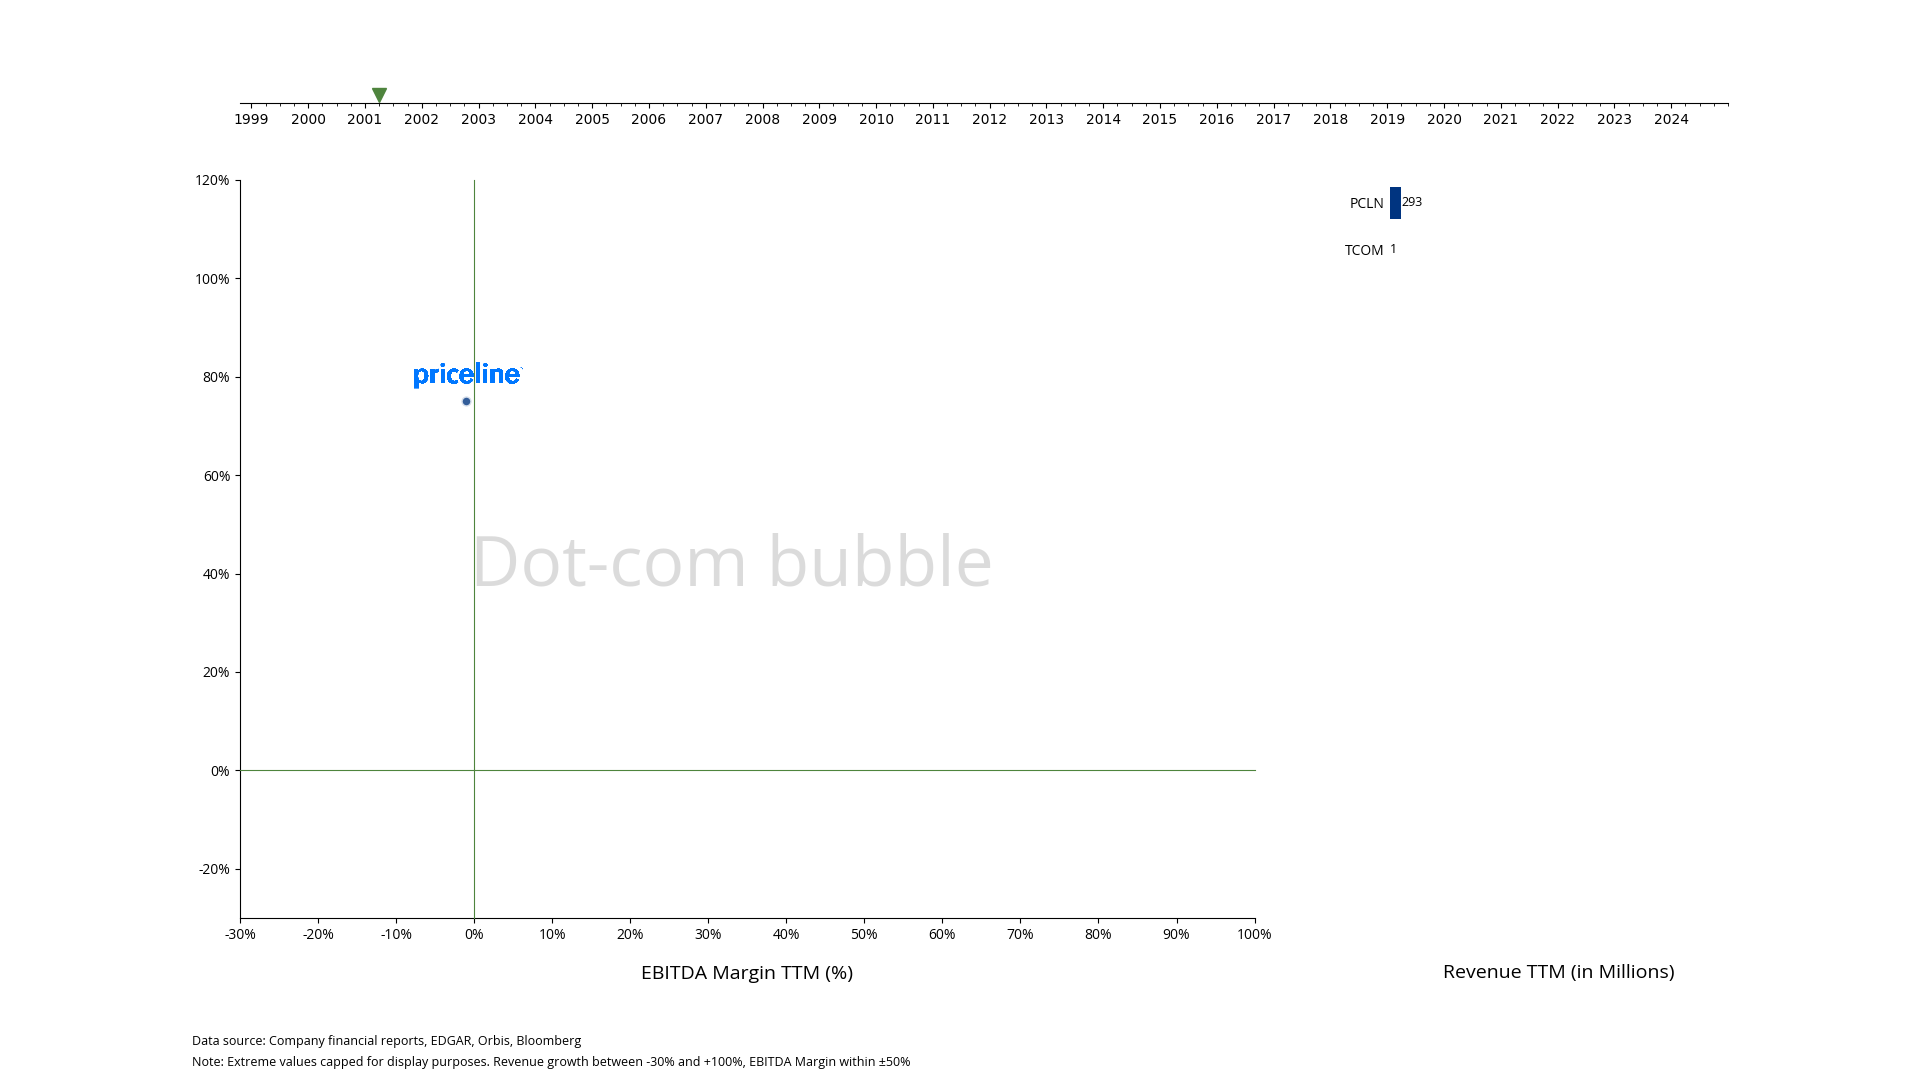 1999 2000 2001 2002 2003 2004 2005 2006 2007 2008 2009 2010 2011 2012 2013 2014 2015 2016 2017 2018 2019 2020 2021 2022 2023 2024
120%
100%
80%
60%
40%
20%
0%
-20%
priceline
Dot-com bubble
-30% -20% -10% 0% 10% 20% 30% 40% 50% 60% 70% 80% 90% 100%
EBITDA Margin TTM (%)
PCLN 293
TCOM 1
Revenue TTM (in Millions)
Data source: Company financial reports, EDGAR, Orbis, Bloomberg
Note: Extreme values capped for display purposes. Revenue growth between -30% and +100%, EBITDA Margin within ±50%